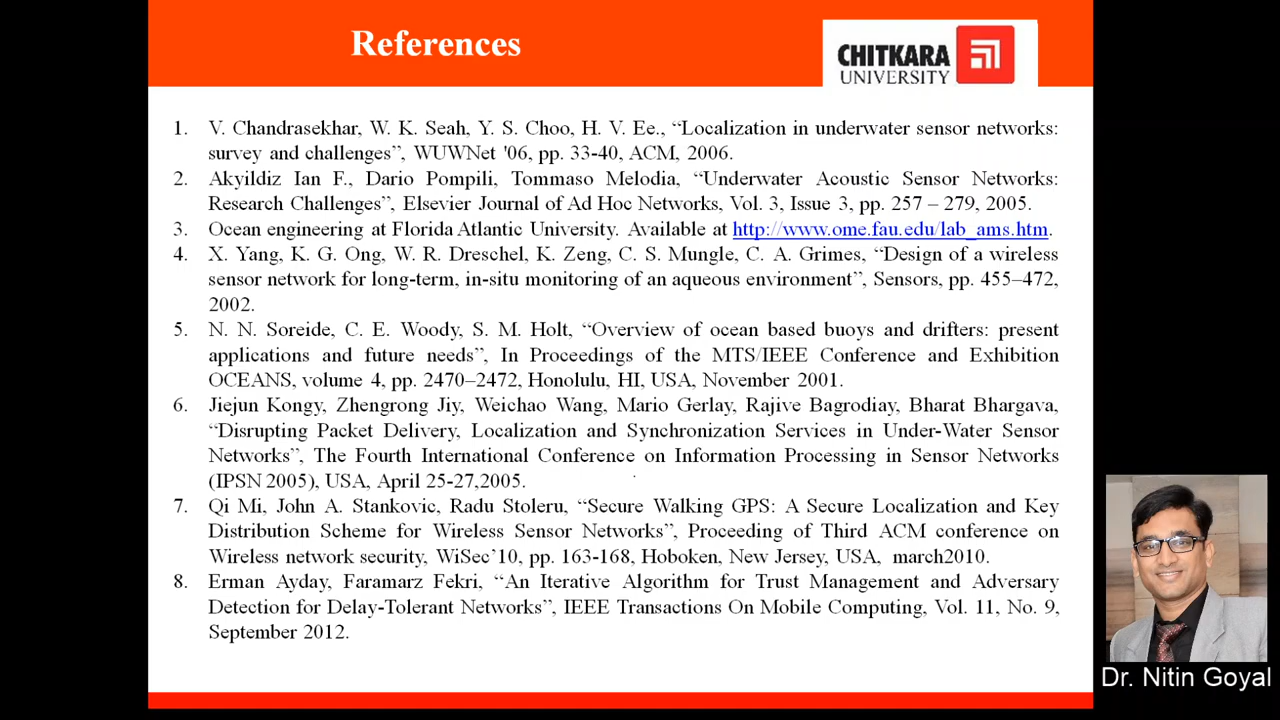 References
CHITKARA
UNIVERSITY
1. V. Chandrasekhar, W. K. Seah, Y. S. Choo, H. V. Ee., “Localization in underwater sensor networks:
survey and challenges”, WUWNet '06, pp. 33-40, ACM, 2006.
2. Akyildiz Ian F., Dario Pompili, Tommaso Melodia, “Underwater Acoustic Sensor Networks:
Research Challenges”, Elsevier Journal of Ad Hoc Networks, Vol. 3, Issue 3, pp. 257 – 279, 2005.
3. Ocean engineering at Florida Atlantic University. Available at http://www.ome.fau.edu/lab_ams.htm.
4. X. Yang, K. G. Ong, W. R. Dreschel, K. Zeng, C. S. Mungle, C. A. Grimes, “Design of a wireless
sensor network for long-term, in-situ monitoring of an aqueous environment”, Sensors, pp. 455–472,
2002.
5. N. N. Soreide, C. E. Woody, S. M. Holt, “Overview of ocean based buoys and drifters: present
applications and future needs”, In Proceedings of the MTS/IEEE Conference and Exhibition
OCEANS, volume 4, pp. 2470–2472, Honolulu, HI, USA, November 2001.
6. Jiejun Kongy, Zhengrong Jiy, Weichao Wang, Mario Gerlay, Rajive Bagrodiay, Bharat Bhargava,
“Disrupting Packet Delivery, Localization and Synchronization Services in Under-Water Sensor
Networks”, The Fourth International Conference on Information Processing in Sensor Networks
(IPSN 2005), USA, April 25-27,2005.
7. Qi Mi, John A. Stankovic, Radu Stoleru, “Secure Walking GPS: A Secure Localization and Key
Distribution Scheme for Wireless Sensor Networks”, Proceeding of Third ACM conference on
Wireless network security, WiSec’10, pp. 163-168, Hoboken, New Jersey, USA, march2010.
8. Erman Ayday, Faramarz Fekri, “An Iterative Algorithm for Trust Management and Adversary
Detection for Delay-Tolerant Networks”, IEEE Transactions On Mobile Computing, Vol. 11, No. 9,
September 2012.
Dr. Nitin Goyal